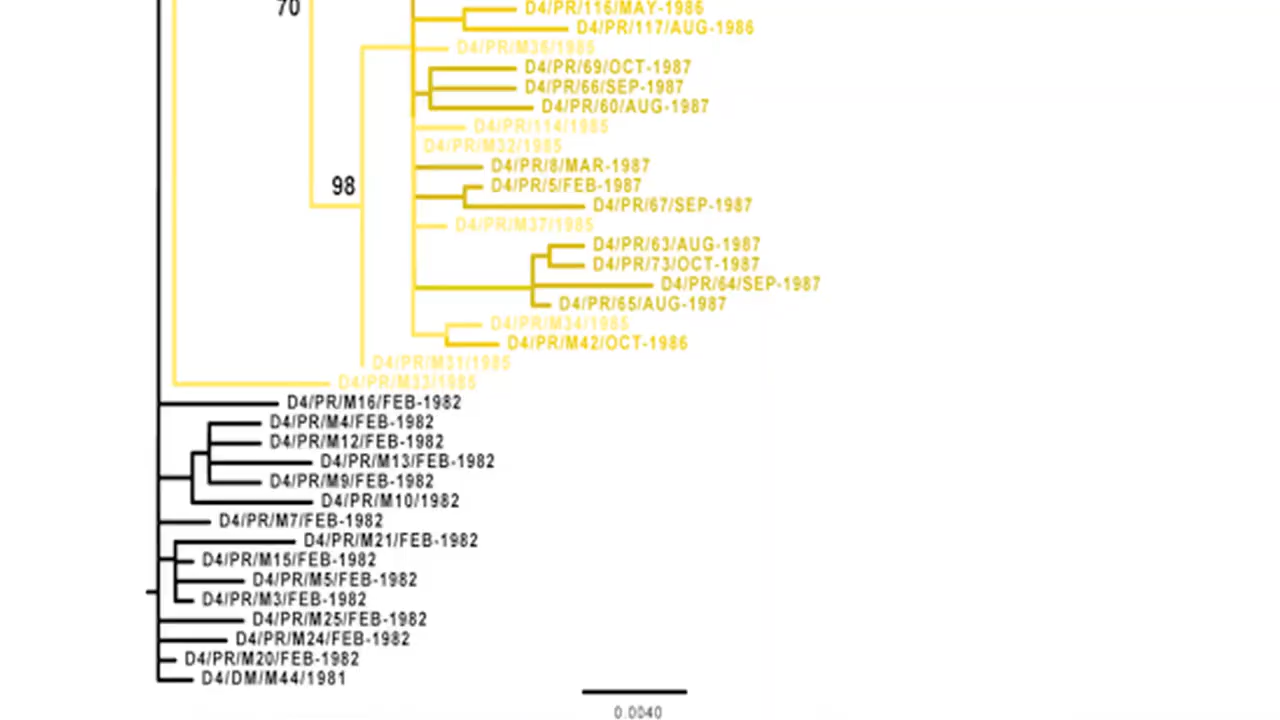 70
D4/PR/116/MAY-1986
D4/PR/117/AUG-1986
D4/PR/M38/1985
D4/PR/69/OCT-1987
D4/PR/66/SEP-1987
D4/PR/60/AUG-1987
D4/PR/114/1985
D4/PR/M32/1985
D4/PR/8/MAR-1987
98
D4/PR/5/FEB-1987
D4/PR/67/SEP-1987
D4/PR/M37/1985
D4/PR/63/AUG-1987
D4/PR/73/OCT-1987
D4/PR/64/SEP-1987
D4/PR/65/AUG-1987
D4/PR/M34/1985
D4/PR/M42/OCT-1986
D4/PR/M31/1985
D4/PR/M33/1985
D4/PR/M16/FEB-1982
D4/PR/M4/FEB-1982
D4/PR/M12/FEB-1982
D4/PR/M13/FEB-1982
D4/PR/M9/FEB-1982
D4/PR/M10/1982
D4/PR/M7/FEB-1982
D4/PR/M21/FEB-1982
D4/PR/M15/FEB-1982
D4/PR/M5/FEB-1982
D4/PR/M3/FEB-1982
D4/PR/M25/FEB-1982
D4/PR/M24/FEB-1982
D4/PR/M20/FEB-1982
D4/DM/M44/1981
0.0040